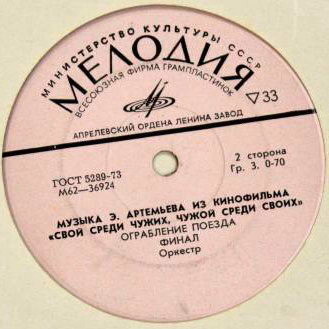 МИНИСТЕРСТВО КУЛЬТУРЫ СССР
МЕЛОДИЯ
ВСЕСОЮЗНАЯ ФИРМА ГРАМПЛАСТИНОК
▽33
АПРЕЛЕВСКИЙ ОРДЕНА ЛЕНИНА ЗАВОД
ГОСТ 5289-73
М62—36924
2 сторона
Гр. 3. 0-70
МУЗЫКА Э. АРТЕМЬЕВА ИЗ КИНОФИЛЬМА
«СВОЙ СРЕДИ ЧУЖИХ, ЧУЖОЙ СРЕДИ СВОИХ»
ОГРАБЛЕНИЕ ПОЕЗДА
ФИНАЛ
Оркестр